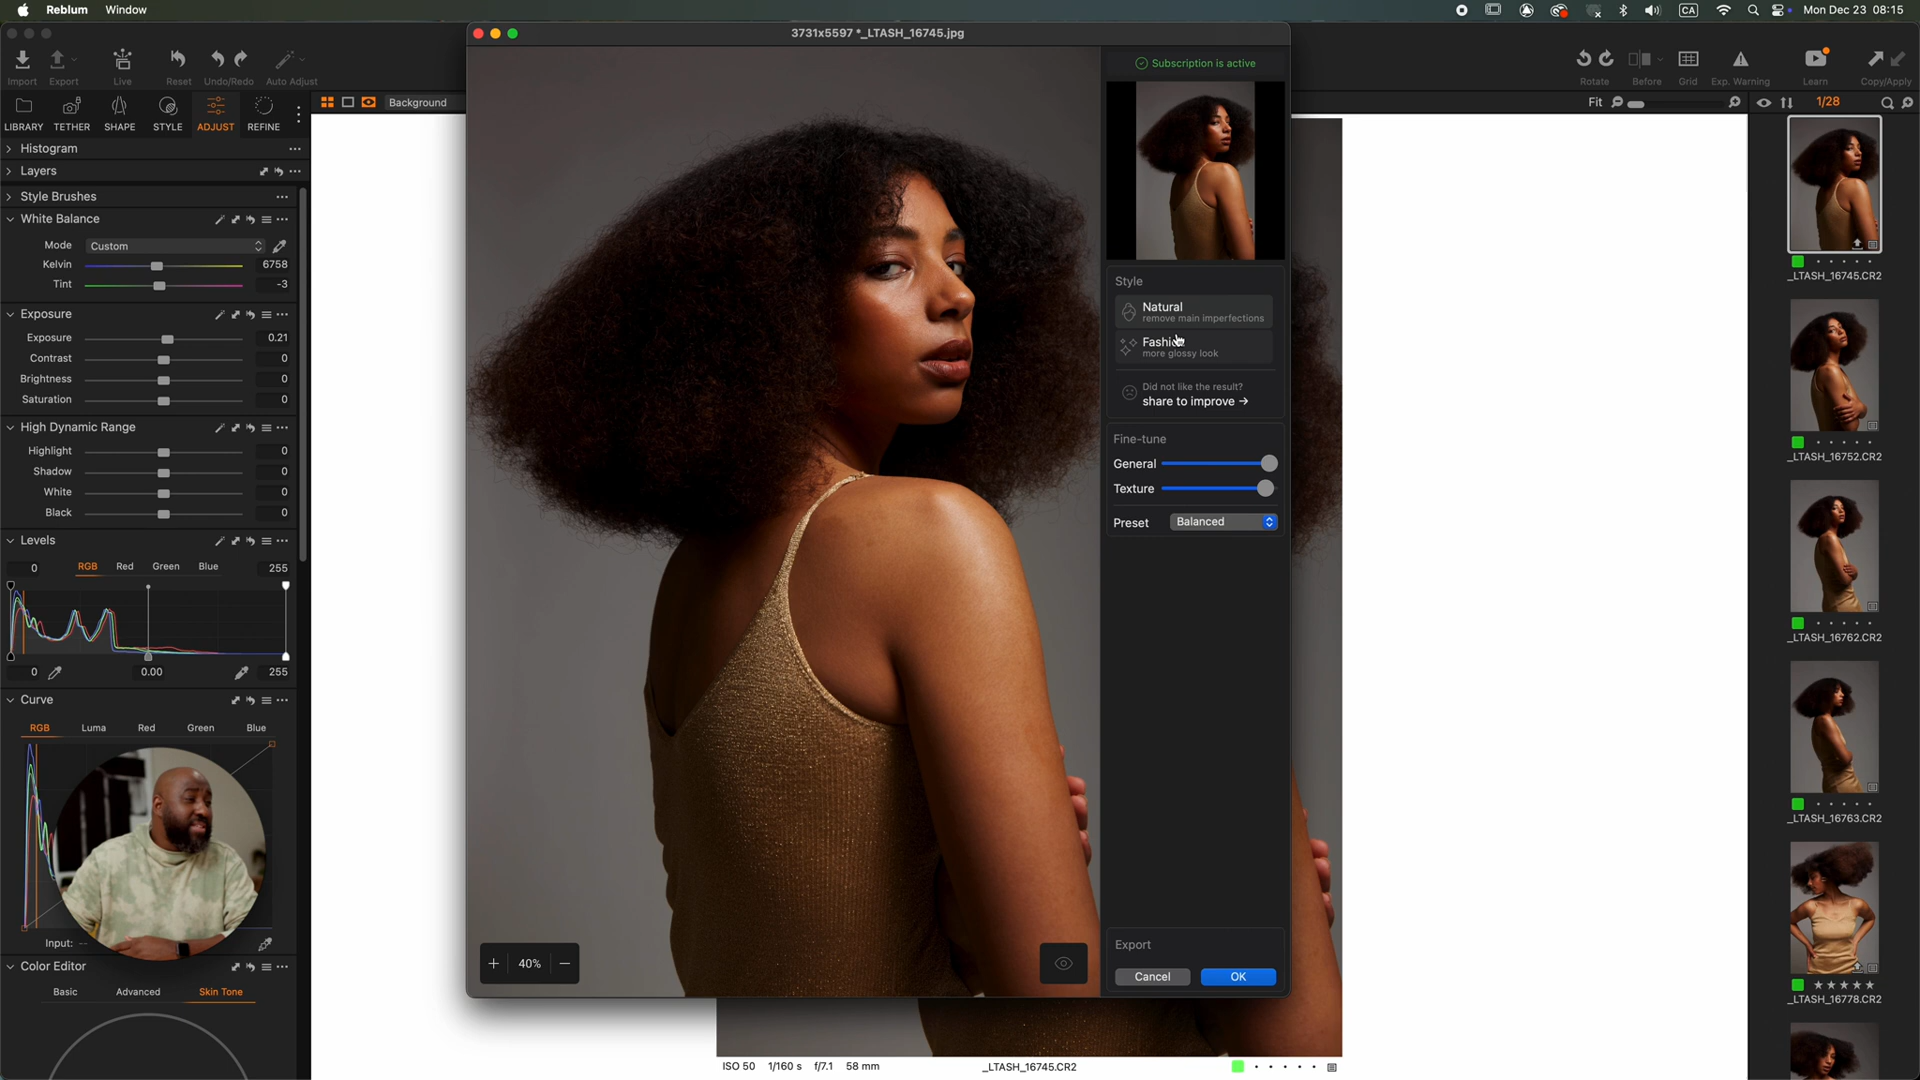 Reblum Window
CA
Mon Dec 23 08:15
3731x5597 *_LTASH_16745.jpg
Import Export Live Reset Undo/Redo Auto Adjust
Rotate Before Grid Exp. Warning Learn Copy/Apply
LIBRARY TETHER SHAPE STYLE ADJUST REFINE
Background
Fit
1/28
Histogram
Layers
Style Brushes
White Balance
Mode Custom
Kelvin 6758
Tint -3
Exposure
Exposure 0.21
Contrast 0
Brightness 0
Saturation 0
High Dynamic Range
Highlight 0
Shadow 0
White 0
Black 0
Levels
0 RGB Red Green Blue 255
0 0.00 255
Curve
RGB Luma Red Green Blue
Input: --
Color Editor
Basic Advanced Skin Tone
40%
Subscription is active
Style
Natural
remove main imperfections
Fashion
more glossy look
Did not like the result?
share to improve →
Fine-tune
General
Texture
Preset Balanced
Export
Cancel OK
ISO 50 1/160 s f/7.1 58 mm
_LTASH_16745.CR2
_LTASH_16745.CR2
_LTASH_16752.CR2
_LTASH_16762.CR2
_LTASH_16763.CR2
_LTASH_16778.CR2